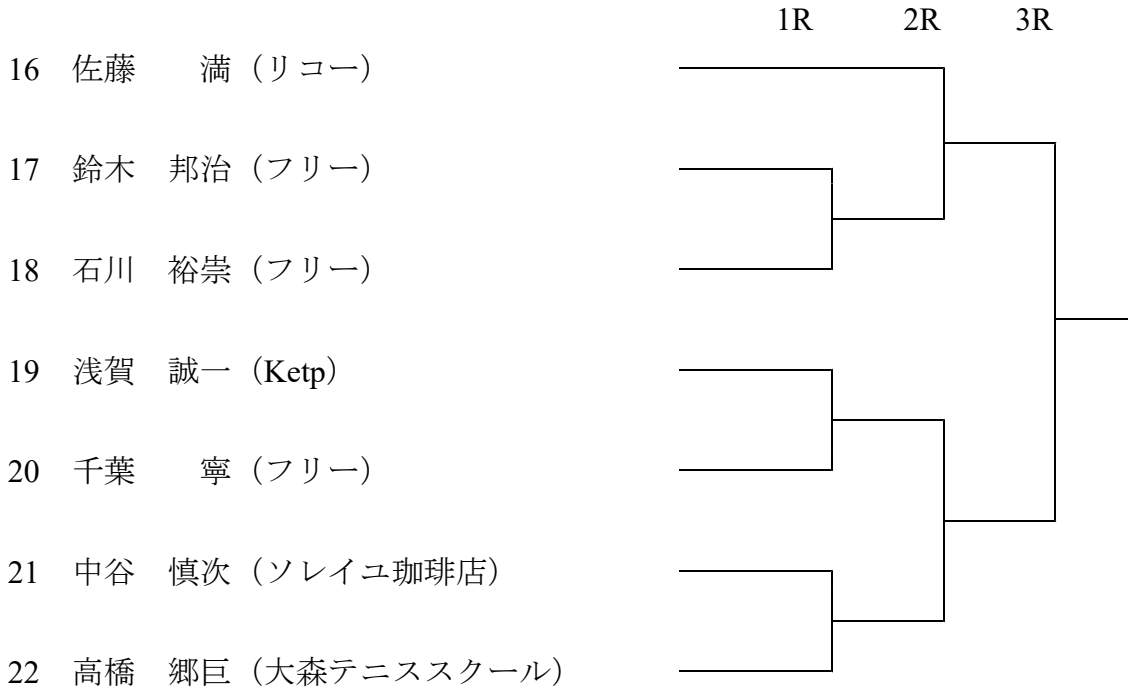 1R 2R 3R
16 佐藤　　満（リコー）
17 鈴木　邦治（フリー）
18 石川　裕崇（フリー）
19 浅賀　誠一（Ketp）
20 千葉　　寧（フリー）
21 中谷　慎次（ソレイユ珈琲店）
22 高橋　郷巨（大森テニススクール）